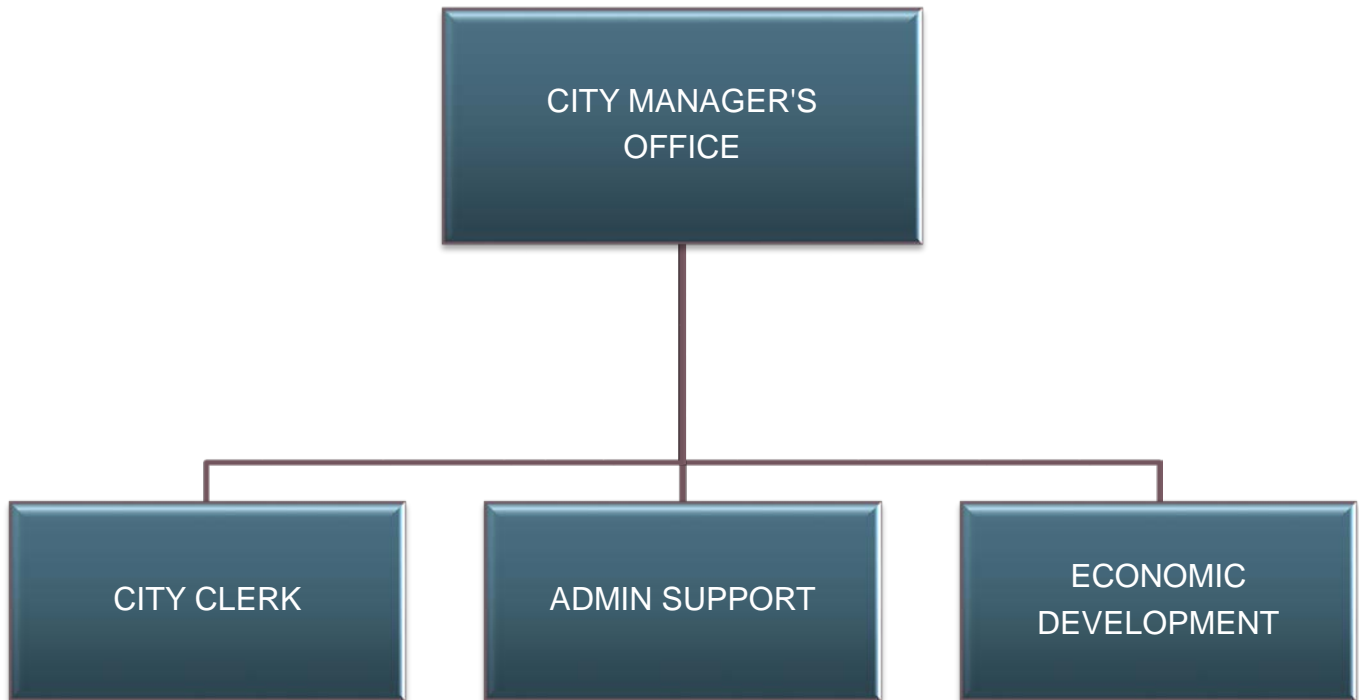 CITY MANAGER'S
OFFICE
CITY CLERK
ADMIN SUPPORT
ECONOMIC
DEVELOPMENT